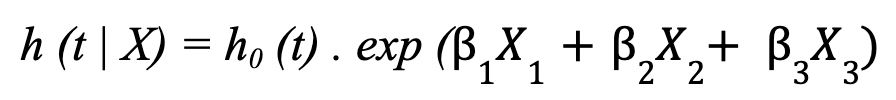 h (t | X) = h₀ (t) . exp (β₁X₁ + β₂X₂+ β₃X₃)